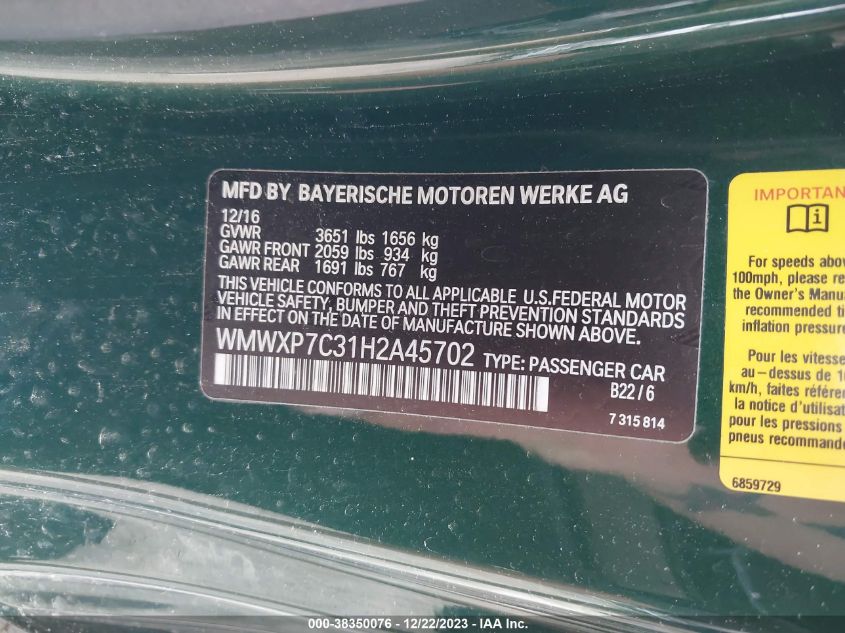 MFD BY BAYERISCHE MOTOREN WERKE AG
12/16
GVWR 3651 lbs 1656 kg
GAWR FRONT 2059 lbs 934 kg
GAWR REAR 1691 lbs 767 kg
THIS VEHICLE CONFORMS TO ALL APPLICABLE U.S.FEDERAL MOTOR
VEHICLE SAFETY, BUMPER AND THEFT PREVENTION STANDARDS
IN EFFECT ON THE DATE OF MANUFACTURE SHOWN ABOVE.
WMWXP7C31H2A45702 TYPE: PASSENGER CAR
B22/6
7 315 814
IMPORTAN
i
For speeds above
100mph, please re
the Owner's Manu
recommended ti
inflation pressure
Pour les vitesse
au-dessus de 10
km/h, faites référe
la notice d'utilisat
pour les pressions
pneus recommandé
6859729
000-38350076 - 12/22/2023 - IAA Inc.